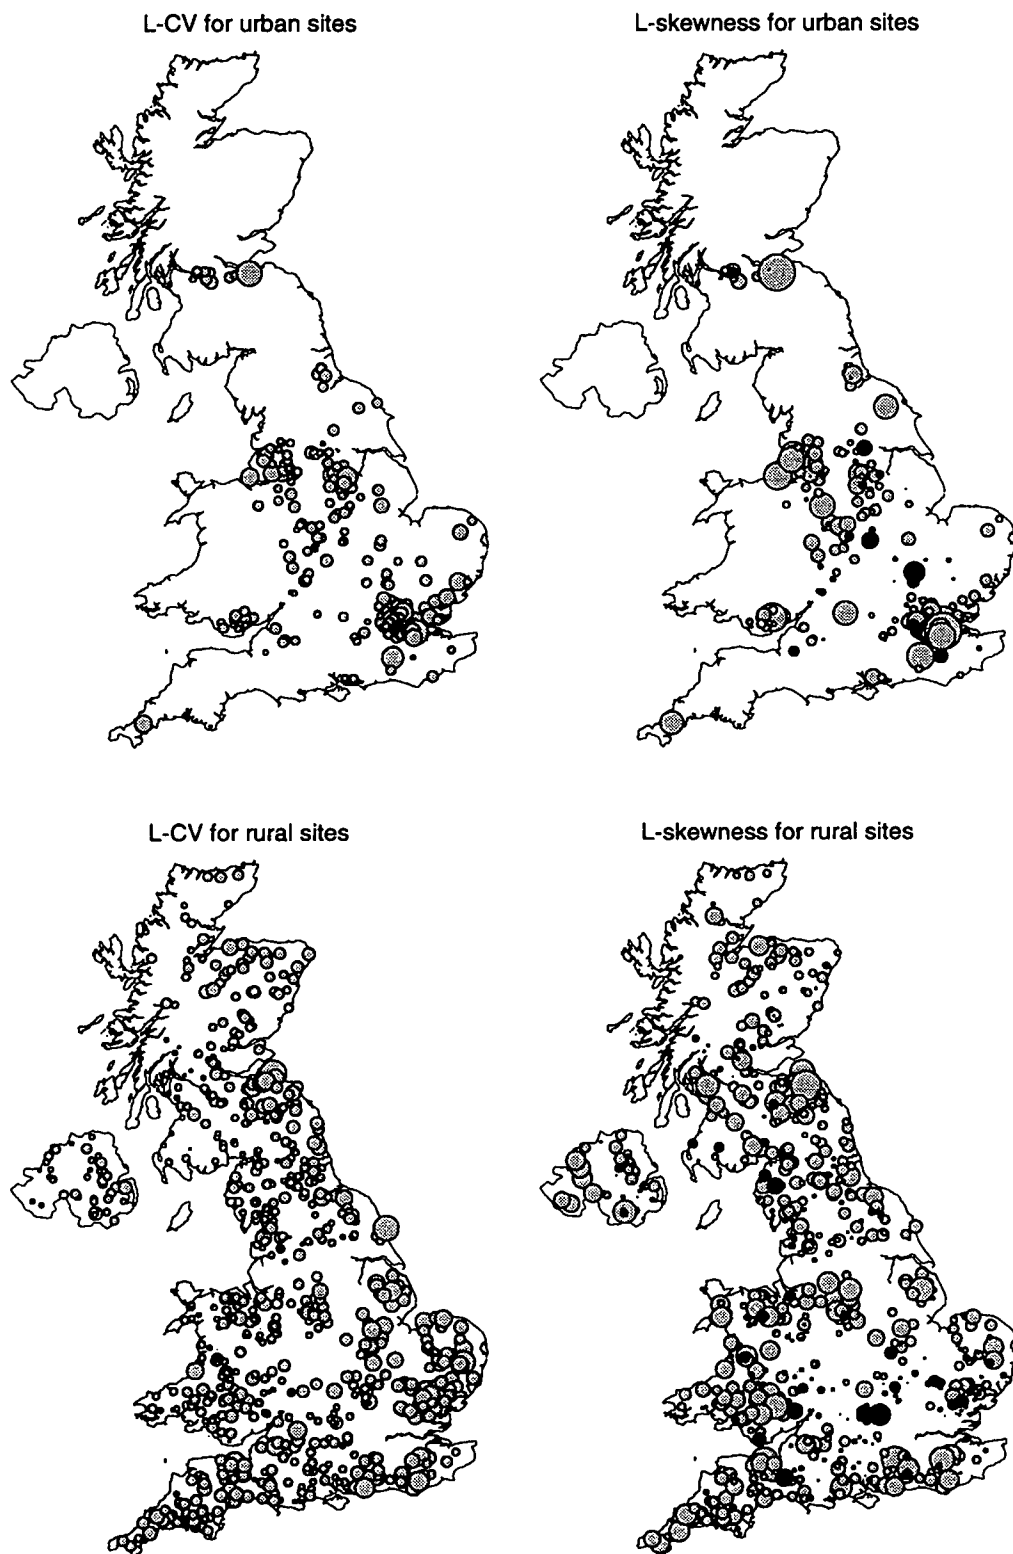 L-CV for urban sites
L-skewness for urban sites
L-CV for rural sites
L-skewness for rural sites